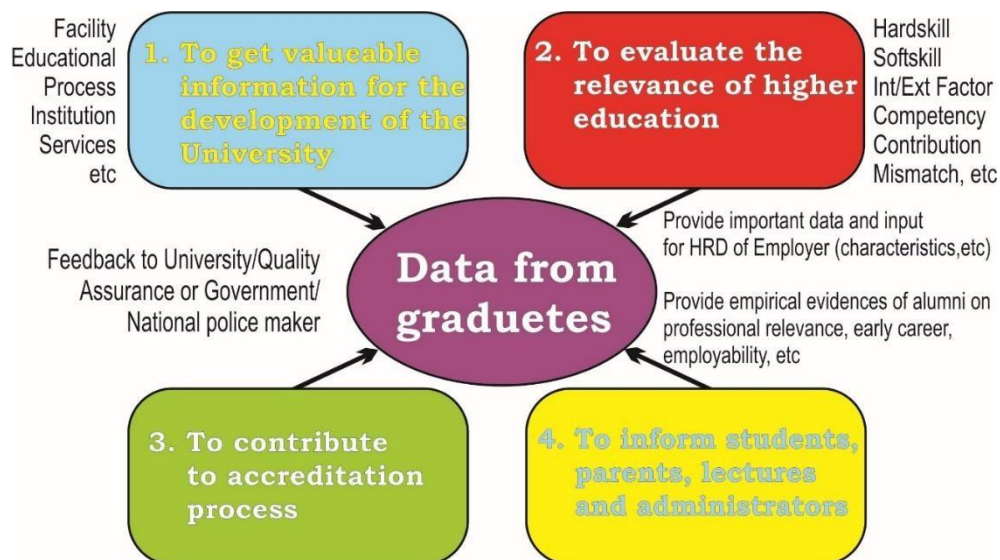 Facility
Educational
Process
Institution
Services
etc
1. To get valueable
information for the
development of the
University
2. To evaluate the
relevance of higher
education
Hardskill
Softskill
Int/Ext Factor
Competency
Contribution
Mismatch, etc
Feedback to University/Quality
Assurance or Government/
National police maker
Data from
graduetes
Provide important data and input
for HRD of Employer (characteristics,etc)
Provide empirical evidences of alumni on
professional relevance, early career,
employability, etc
3. To contribute
to accreditation
process
4. To inform students,
parents, lectures
and administrators